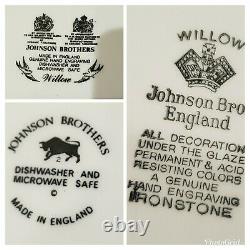 JOHNSON BROTHERS
MADE IN ENGLAND
GENUINE HAND ENGRAVING
DISHWASHER AND
MICROWAVE SAFE
Willow
WILLOW
Johnson Bro
England
ALL DECORATION
UNDER THE GLAZE
PERMANENT & ACID
RESISTING COLORS
A GENUINE
HAND ENGRAVING
IRONSTONE
JOHNSON BROTHERS
2
DISHWASHER AND
MICROWAVE SAFE
©
MADE IN ENGLAND